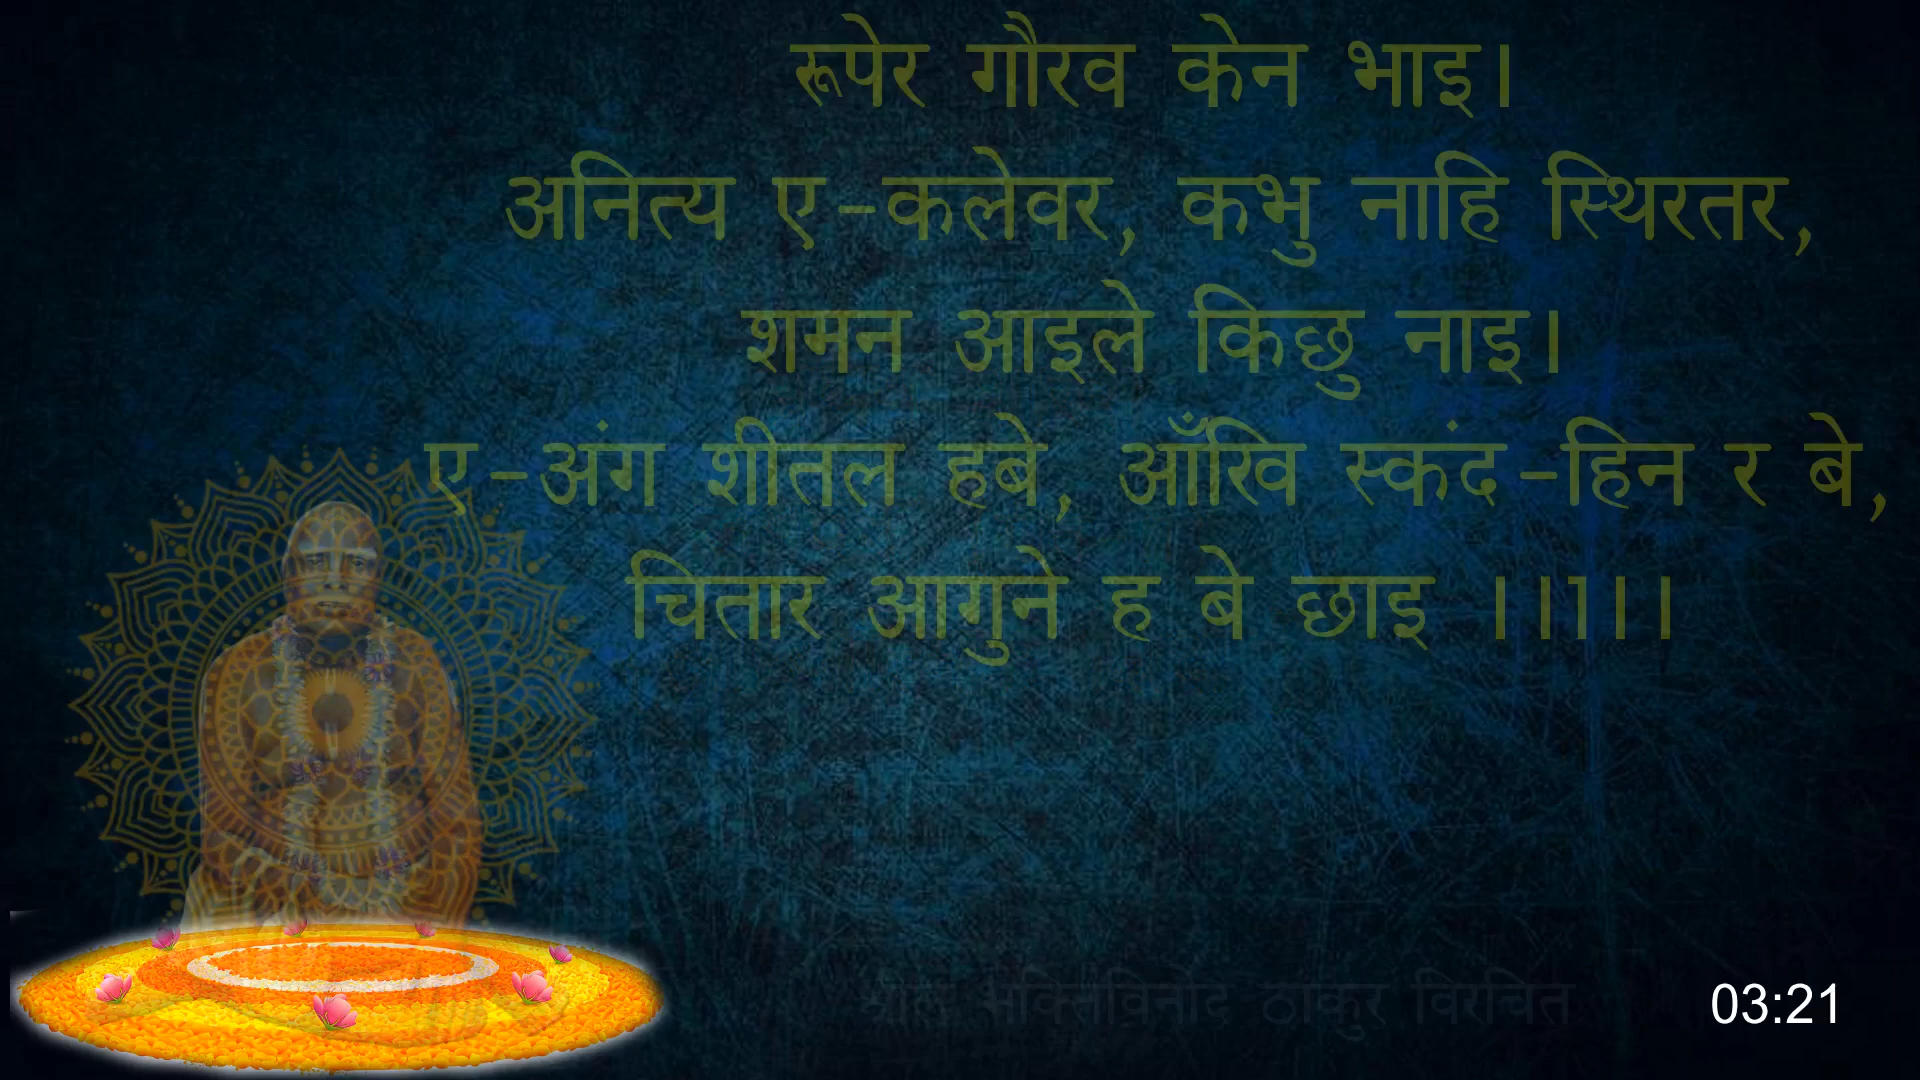 रूपेर गौरव केन भाइ।
अनित्य ए-कलेवर, कभु नाहि स्थिरतर,
शमन आइले किछु नाइ।
ए-अंग शीतल हबे, आँखि स्कंद-हिन र बे,
चितार आगुने ह बे छाइ ।।1।।
श्रील भक्तिविनोद ठाकुर विरचित
03:21